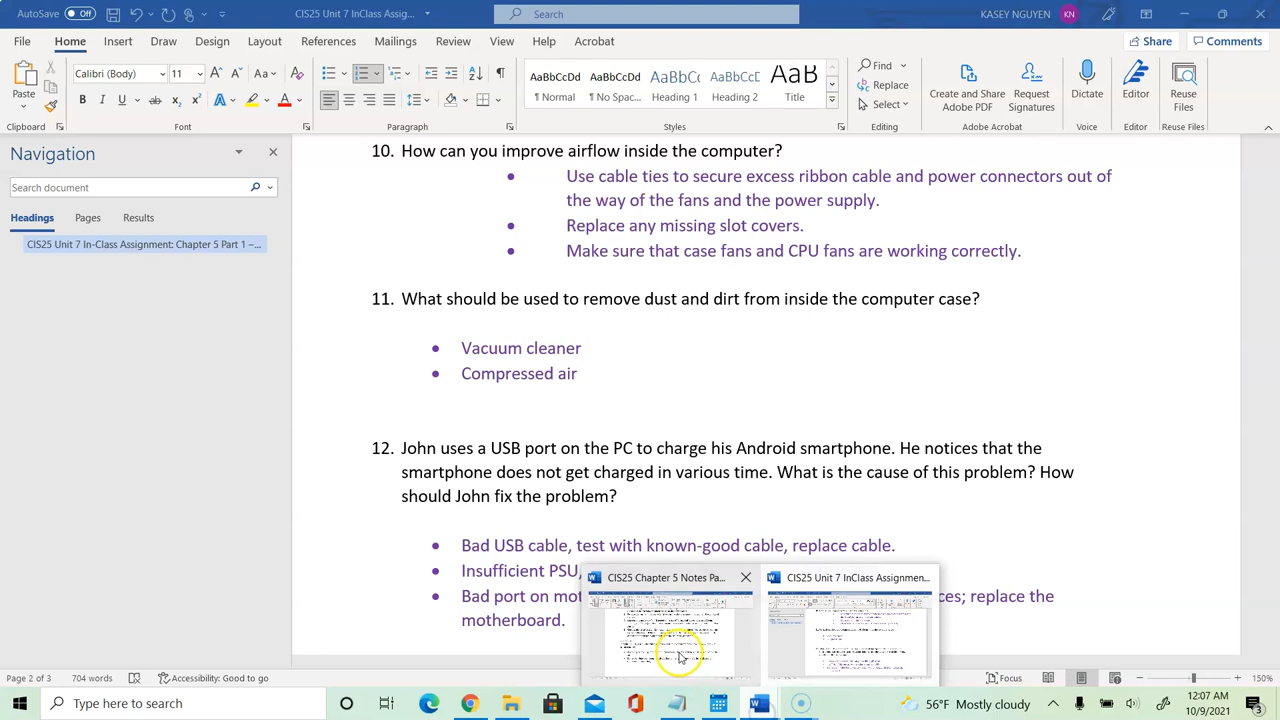 AutoSave Off CIS25 Unit 7 InClass Assig... Search KASEY NGUYEN KN
File Home Insert Draw Design Layout References Mailings Review View Help Acrobat Share Comments
Paste Calibri (Body) 11 AaBbCcDd AaBbCcDd AaBbCcDd AaBbCcDd AaB
¶ Normal ¶ No Spac... Heading 1 Heading 2 Title
Find Replace Select
Create and Share Adobe PDF Request Signatures Dictate Editor Reuse Files
Clipboard Font Paragraph Styles Editing Adobe Acrobat Voice Editor Reuse Files
Navigation
Search document
Headings Pages Results
CIS25 Unit 7 In-Class Assignment: Chapter 5 Part 1 –...
10. How can you improve airflow inside the computer?
• Use cable ties to secure excess ribbon cable and power connectors out of
the way of the fans and the power supply.
• Replace any missing slot covers.
• Make sure that case fans and CPU fans are working correctly.
11. What should be used to remove dust and dirt from inside the computer case?
• Vacuum cleaner
• Compressed air
12. John uses a USB port on the PC to charge his Android smartphone. He notices that the
smartphone does not get charged in various time. What is the cause of this problem? How
should John fix the problem?
• Bad USB cable, test with known-good cable, replace cable.
• Insufficient PSU,
• Bad port on mot ces; replace the
motherboard.
CIS25 Chapter 5 Notes Pa... CIS25 Unit 7 InClass Assignmen...
Page 2 of 3 704 words Accessibility: Good to go Focus 150%
Type here to search 56°F Mostly cloudy 12:07 AM
10/9/2021 3